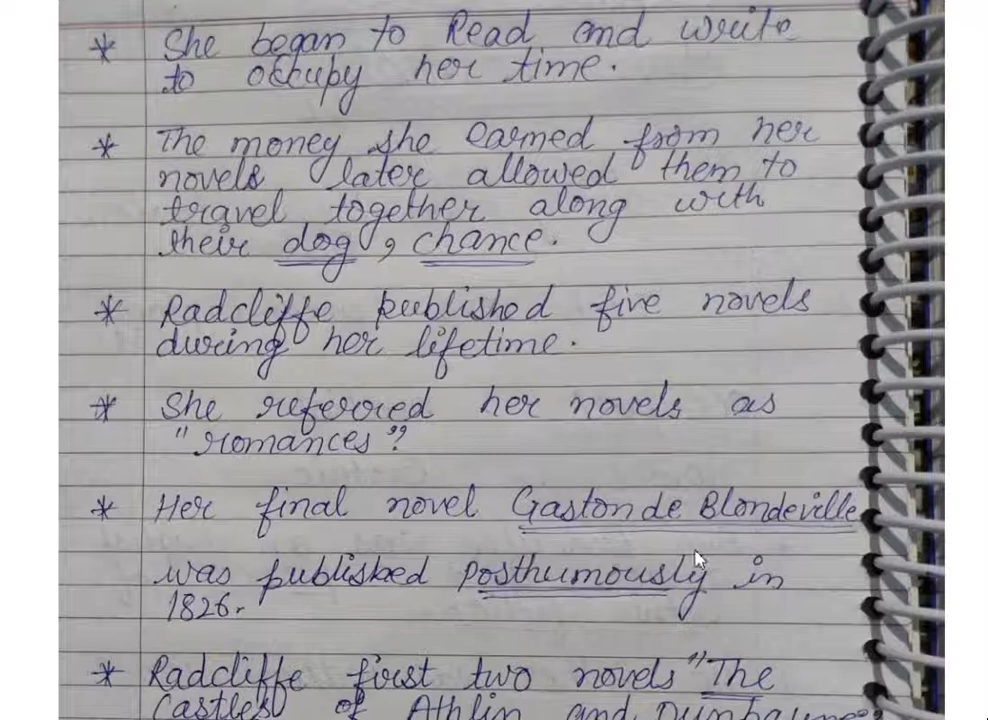 * She began to Read and write
to occupy her time.
* The money she earned from her
novels later allowed them to
travel together along with
their dog, chance.
* Radcliffe published five novels
during her lifetime.
* She referred her novels as
"romances"?
* Her final novel Gaston de Blondeville
was published posthumously in
1826.
* Radcliffe first two novels "The
Castles of Athlin and Dunbayne"